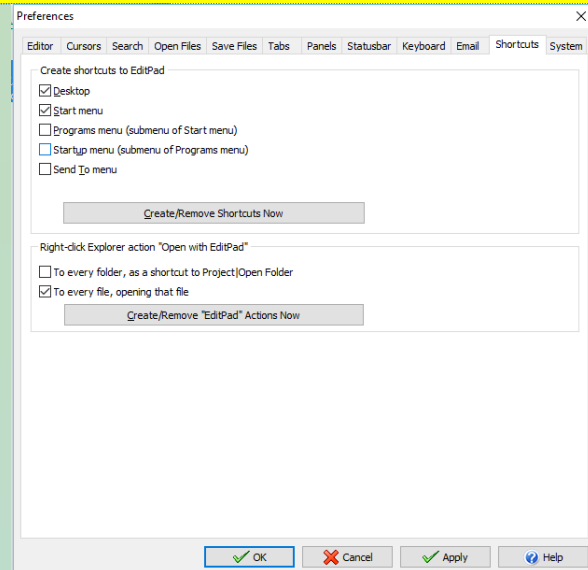 Preferences
Editor Cursors Search Open Files Save Files Tabs Panels Statusbar Keyboard Email Shortcuts System
Create shortcuts to EditPad
Desktop
Start menu
Programs menu (submenu of Start menu)
Startup menu (submenu of Programs menu)
Send To menu
Create/Remove Shortcuts Now
Right-click Explorer action "Open with EditPad"
To every folder, as a shortcut to Project|Open Folder
To every file, opening that file
Create/Remove "EditPad" Actions Now
OK Cancel Apply Help